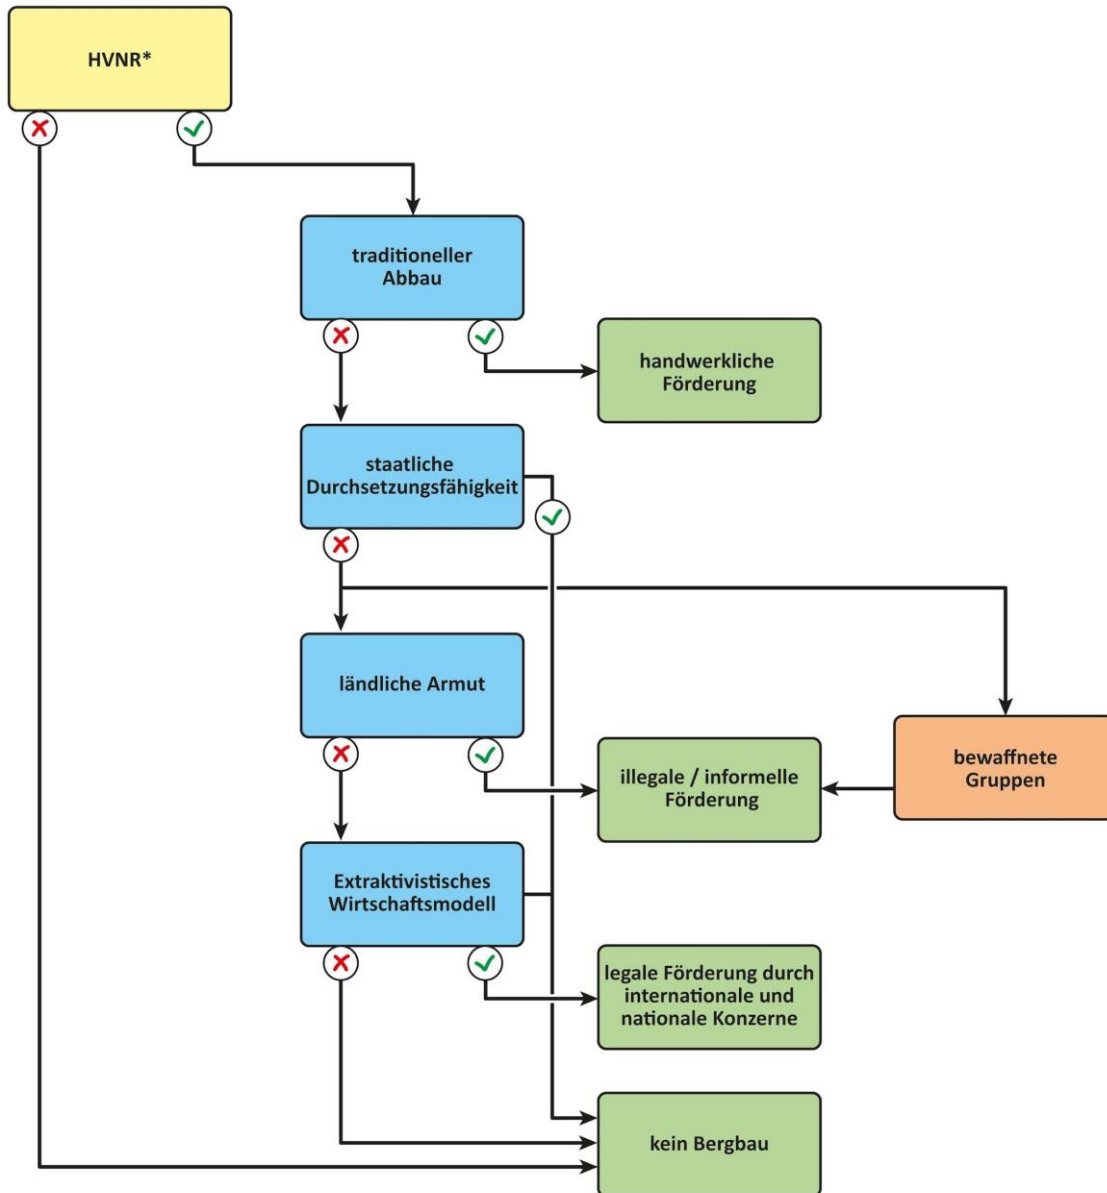 HVNR*
traditioneller
Abbau
handwerkliche
Förderung
staatliche
Durchsetzungsfähigkeit
ländliche Armut
illegale / informelle
Förderung
bewaffnete
Gruppen
Extraktivistisches
Wirtschaftsmodell
legale Förderung durch
internationale und
nationale Konzerne
kein Bergbau